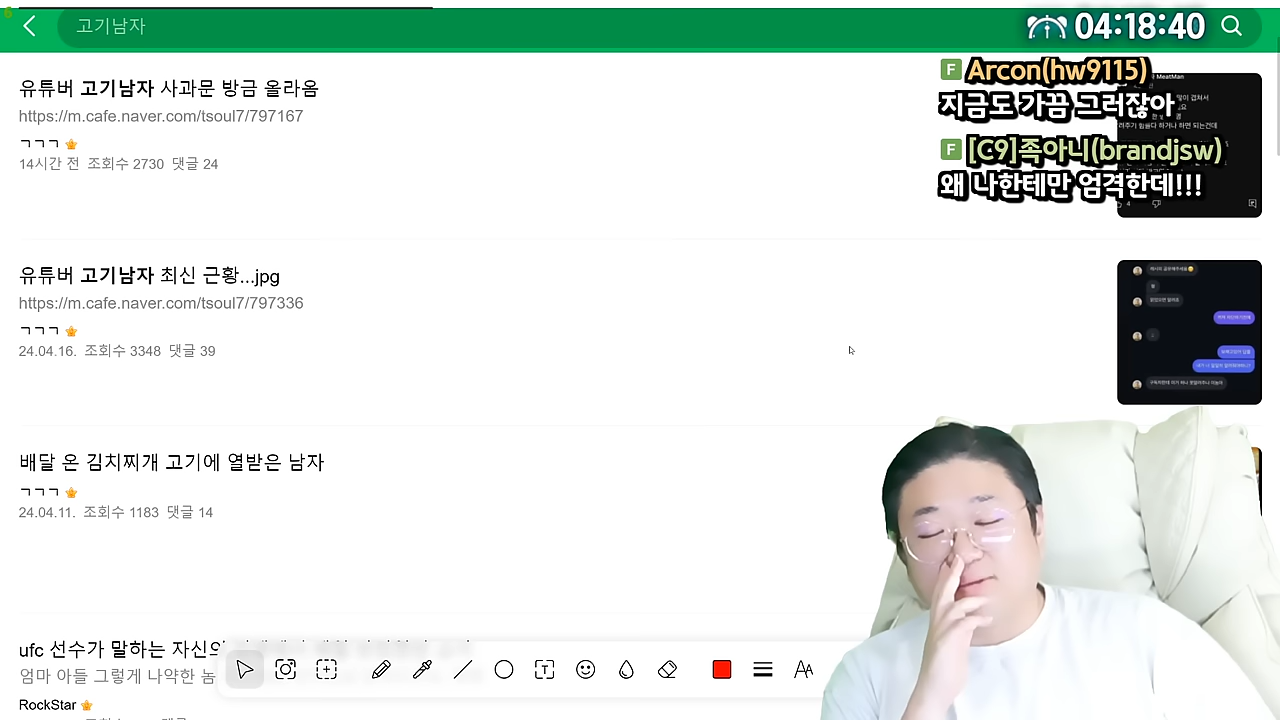 고기남자
04:18:40
F Arcon(hw9115)
지금도 가끔 그러잖아
F [C9]족아니(brandjsw)
왜 나한테만 엄격한데!!!
유튜버 고기남자 사과문 방금 올라옴
https://m.cafe.naver.com/tsoul7/797167
ㄱㄱㄱ
14시간 전 조회수 2730 댓글 24
MeatMan
유튜버 고기남자 최신 근황...jpg
https://m.cafe.naver.com/tsoul7/797336
ㄱㄱㄱ
24.04.16. 조회수 3348 댓글 39
배달 온 김치찌개 고기에 열받은 남자
ㄱㄱㄱ
24.04.11. 조회수 1183 댓글 14
ufc 선수가 말하는 자신의
엄마 아들 그렇게 나약한 놈
RockStar
T
AA